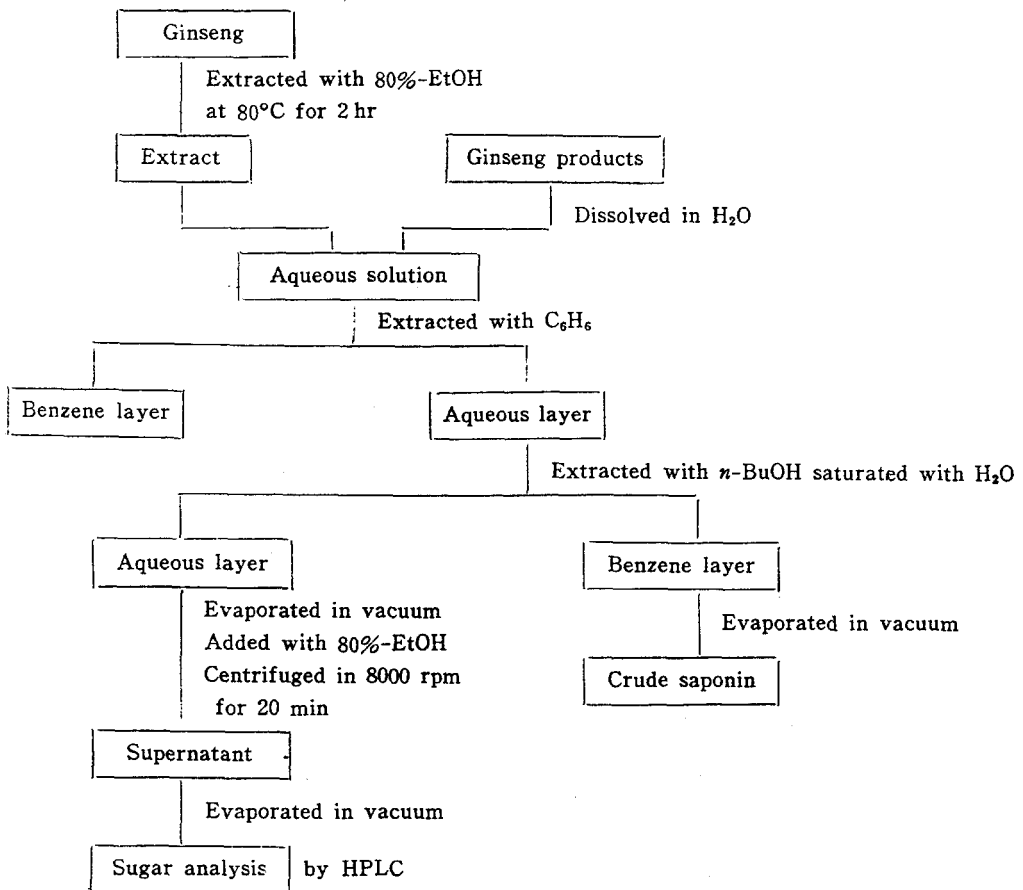 Ginseng
Extracted with 80%-EtOH
at 80°C for 2 hr
Extract
Ginseng products
Dissolved in H₂O
Aqueous solution
Extracted with C₆H₆
Benzene layer
Aqueous layer
Extracted with n-BuOH saturated with H₂O
Aqueous layer
Benzene layer
Evaporated in vacuum
Added with 80%-EtOH
Centrifuged in 8000 rpm
for 20 min
Evaporated in vacuum
Crude saponin
Supernatant
Evaporated in vacuum
Sugar analysis by HPLC